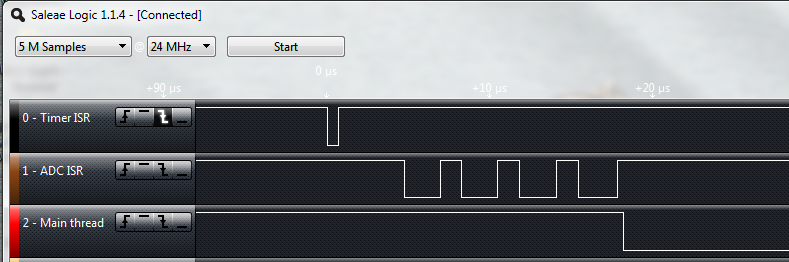 Saleae Logic 1.1.4 - [Connected]
5 M Samples @ 24 MHz Start
0 µs
+90 µs +10 µs +20 µs
0 - Timer ISR
1 - ADC ISR
2 - Main thread